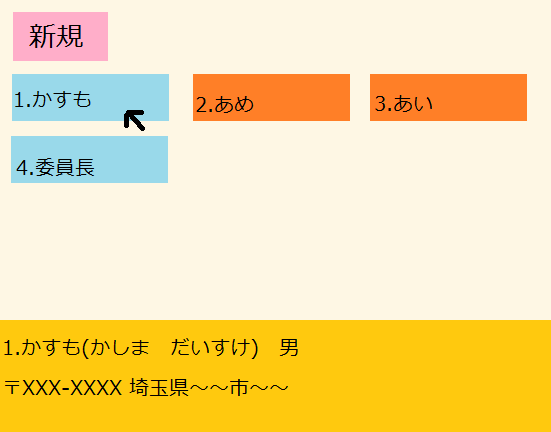 新規
1.かすも
2.あめ
3.あい
4.委員長
1.かすも(かしま　だいすけ)　男
〒XXX-XXXX 埼玉県～～市～～